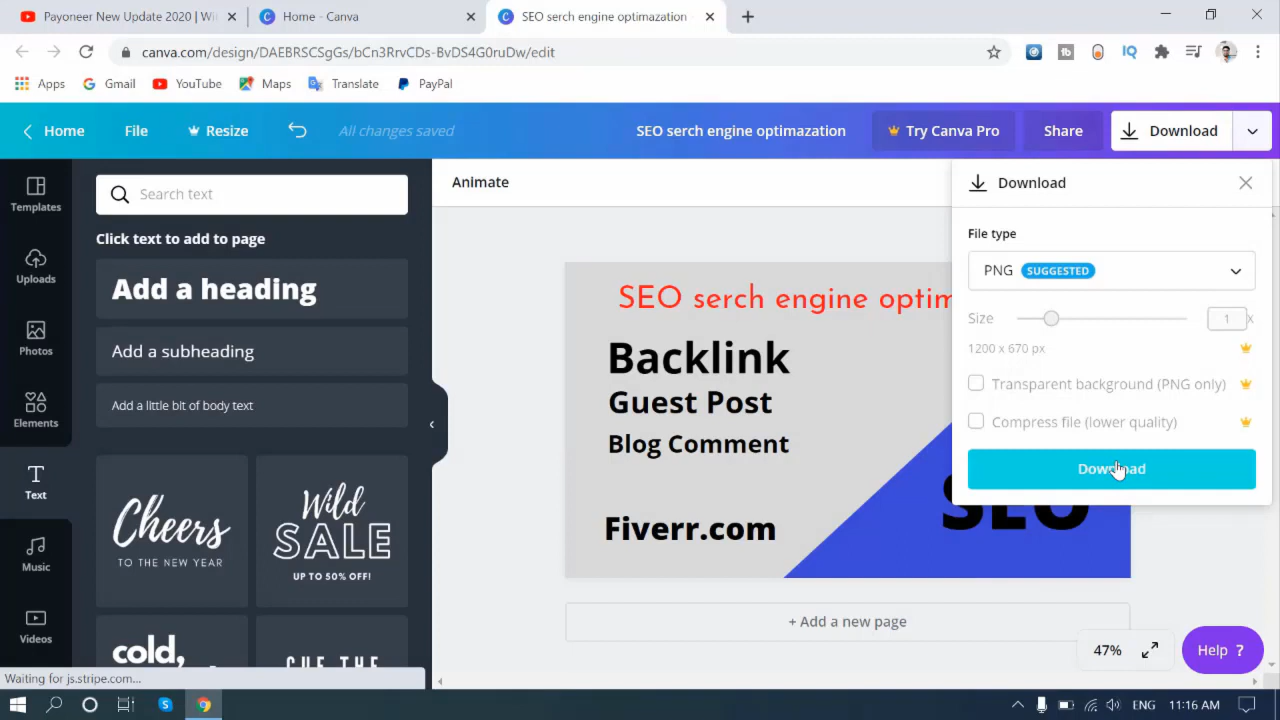 Payoneer New Update 2020 | Wi
Home - Canva
SEO serch engine optimazation
canva.com/design/DAEBRSCSgGs/bCn3RrvCDs-BvDS4G0ruDw/edit
Apps
Gmail
YouTube
Maps
Translate
PayPal
Home
File
Resize
All changes saved
SEO serch engine optimazation
Try Canva Pro
Share
Download
Templates
Uploads
Photos
Elements
Text
Music
Videos
Search text
Click text to add to page
Add a heading
Add a subheading
Add a little bit of body text
Cheers
TO THE NEW YEAR
Wild
SALE
UP TO 50% OFF!
cold,
CUE THE
Animate
SEO serch engine optim
Backlink
Guest Post
Blog Comment
Fiverr.com
SEO
+ Add a new page
Download
File type
PNG SUGGESTED
Size
1 x
1200 x 670 px
Transparent background (PNG only)
Compress file (lower quality)
Download
47%
Help ?
Waiting for js.stripe.com...
ENG
11:16 AM